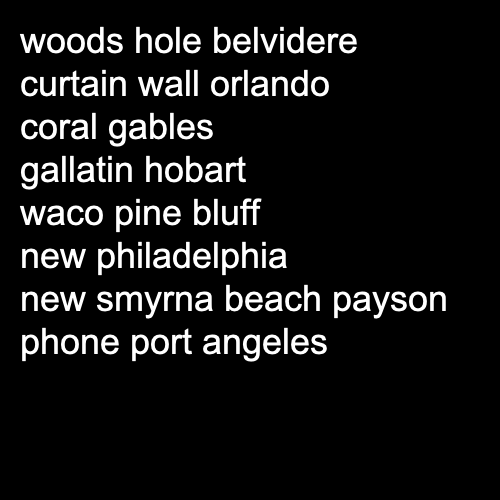 woods hole belvidere
curtain wall orlando
coral gables
gallatin hobart
waco pine bluff
new philadelphia
new smyrna beach payson
phone port angeles